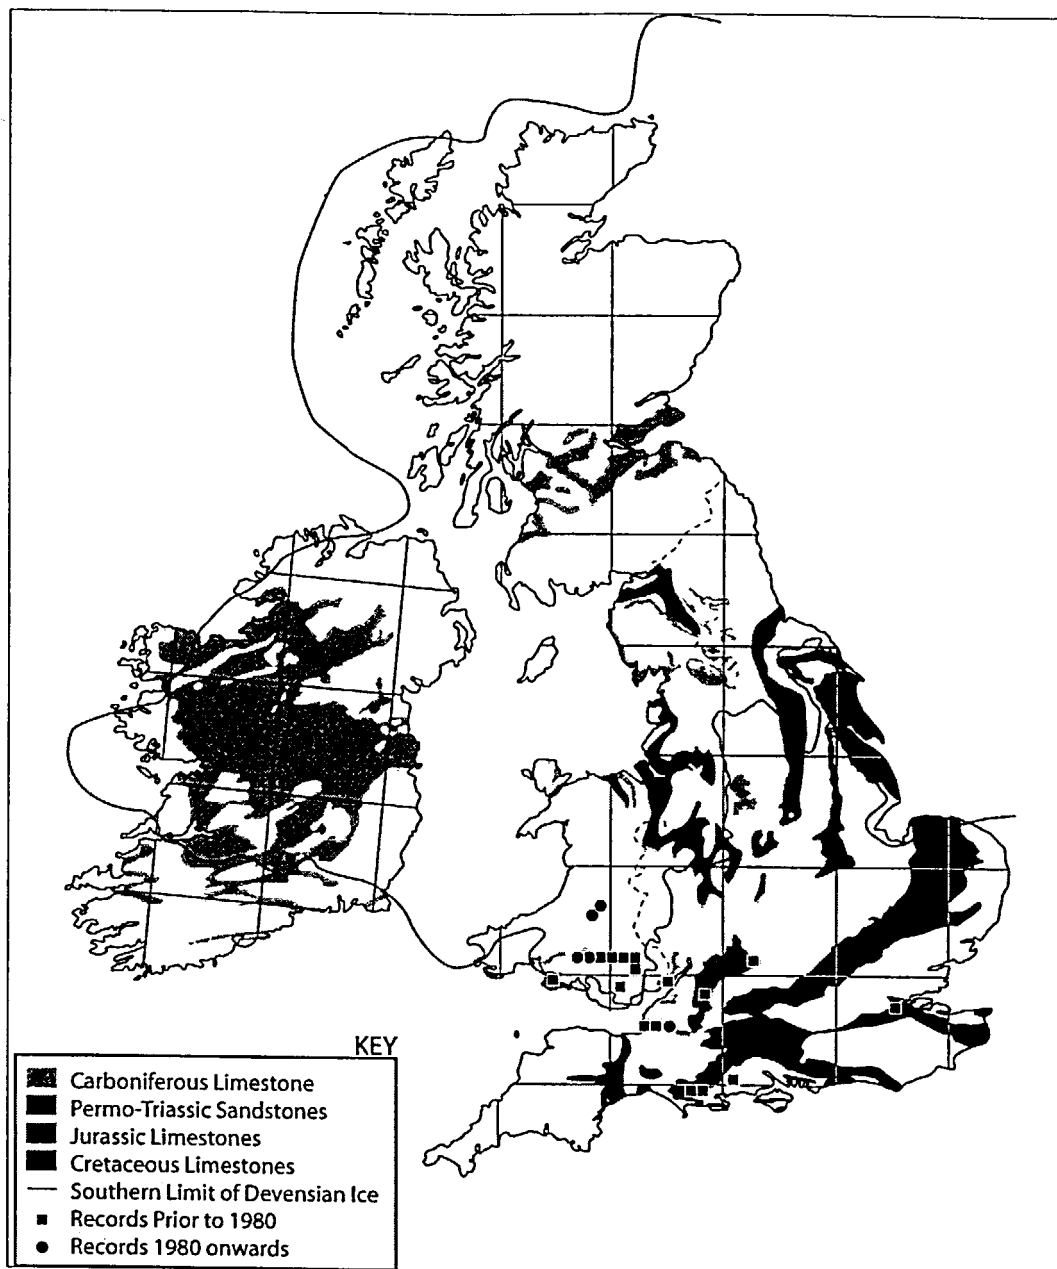 KEY
Carboniferous Limestone
Permo-Triassic Sandstones
Jurassic Limestones
Cretaceous Limestones
Southern Limit of Devensian Ice
Records Prior to 1980
Records 1980 onwards